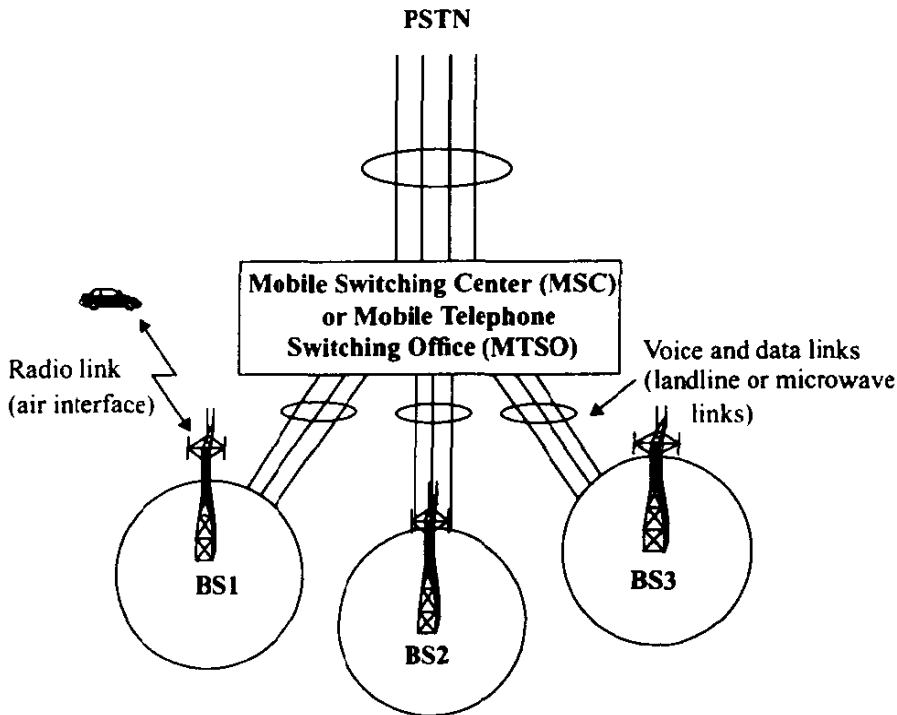 PSTN
Mobile Switching Center (MSC)
or Mobile Telephone
Switching Office (MTSO)
Radio link
(air interface)
Voice and data links
(landline or microwave
links)
BS1
BS2
BS3